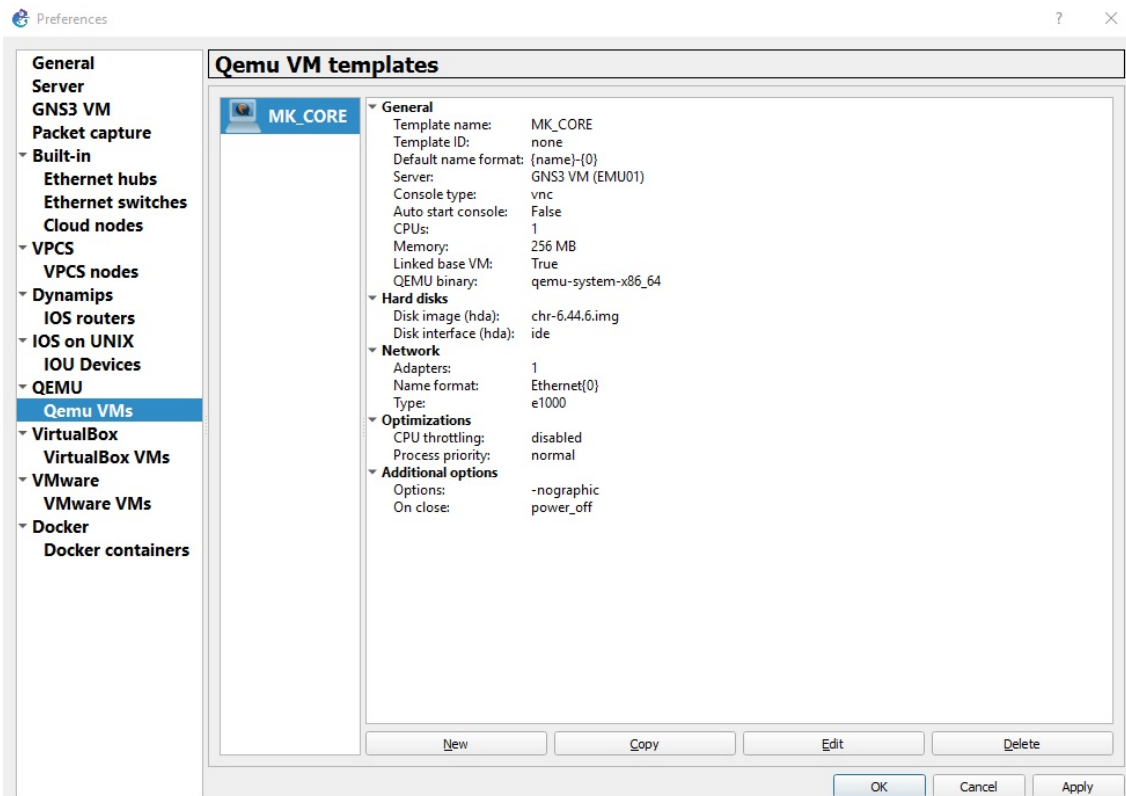 Preferences
General
Server
GNS3 VM
Packet capture
Built-in
Ethernet hubs
Ethernet switches
Cloud nodes
VPCS
VPCS nodes
Dynamips
IOS routers
IOS on UNIX
IOU Devices
QEMU
Qemu VMs
VirtualBox
VirtualBox VMs
VMware
VMware VMs
Docker
Docker containers
Qemu VM templates
MK_CORE
General
Template name: MK_CORE
Template ID: none
Default name format: {name}-{0}
Server: GNS3 VM (EMU01)
Console type: vnc
Auto start console: False
CPUs: 1
Memory: 256 MB
Linked base VM: True
QEMU binary: qemu-system-x86_64
Hard disks
Disk image (hda): chr-6.44.6.img
Disk interface (hda): ide
Network
Adapters: 1
Name format: Ethernet{0}
Type: e1000
Optimizations
CPU throttling: disabled
Process priority: normal
Additional options
Options: -nographic
On close: power_off
New Copy Edit Delete
OK Cancel Apply